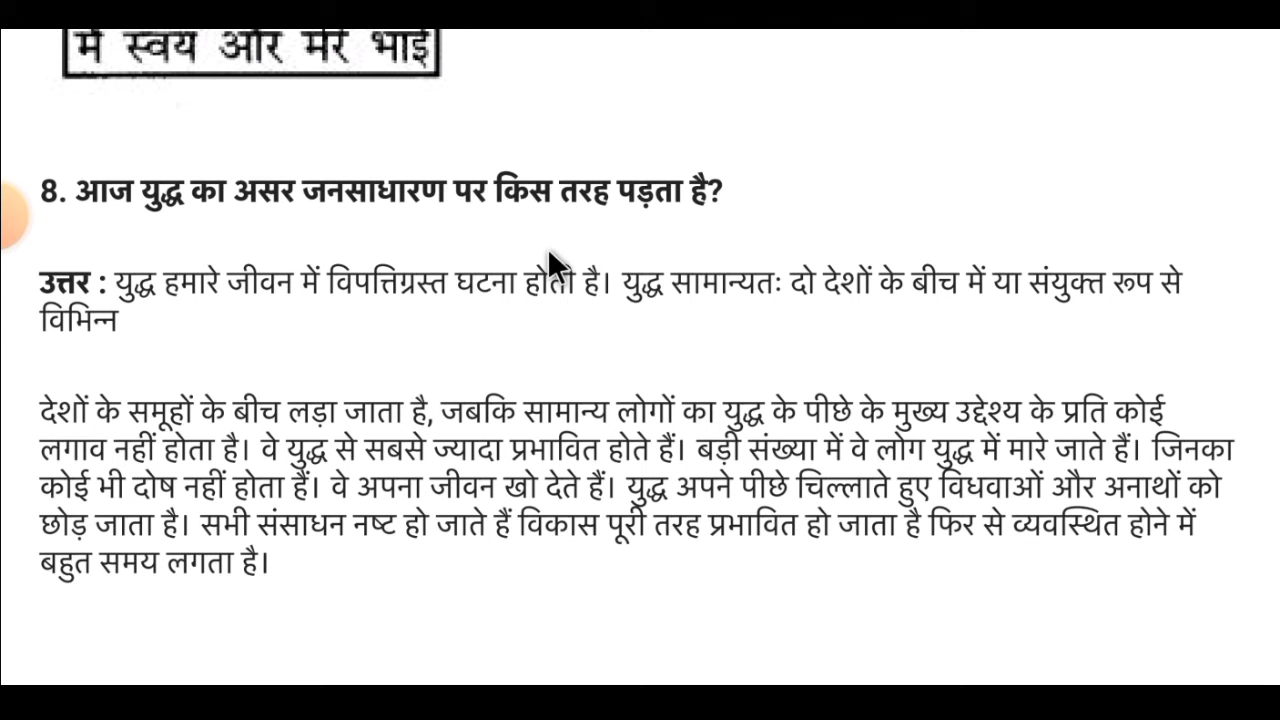 में स्वयं और मेरे भाई
8. आज युद्ध का असर जनसाधारण पर किस तरह पड़ता है?
उत्तर : युद्ध हमारे जीवन में विपत्तिग्रस्त घटना होती है। युद्ध सामान्यतः दो देशों के बीच में या संयुक्त रूप से
विभिन्न
देशों के समूहों के बीच लड़ा जाता है, जबकि सामान्य लोगों का युद्ध के पीछे के मुख्य उद्देश्य के प्रति कोई
लगाव नहीं होता है। वे युद्ध से सबसे ज्यादा प्रभावित होते हैं। बड़ी संख्या में वे लोग युद्ध में मारे जाते हैं। जिनका
कोई भी दोष नहीं होता हैं। वे अपना जीवन खो देते हैं। युद्ध अपने पीछे चिल्लाते हुए विधवाओं और अनाथों को
छोड़ जाता है। सभी संसाधन नष्ट हो जाते हैं विकास पूरी तरह प्रभावित हो जाता है फिर से व्यवस्थित होने में
बहुत समय लगता है।